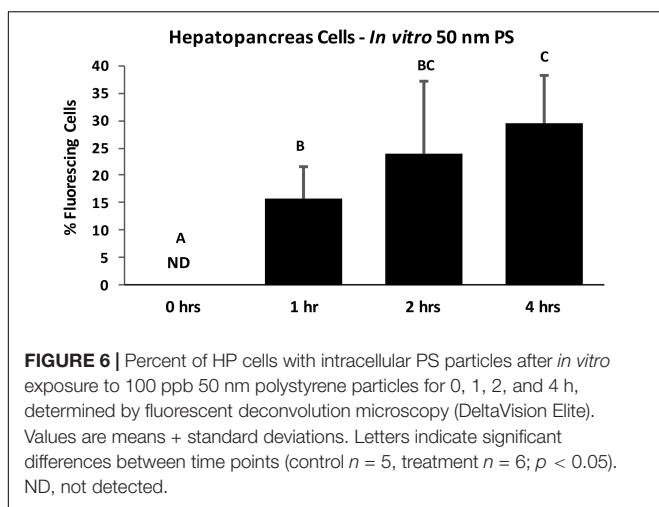 Hepatopancreas Cells - In vitro 50 nm PS
% Fluorescing Cells
40
35
30
25
20
15
10
5
0
A
ND
B
BC
C
0 hrs
1 hr
2 hrs
4 hrs
FIGURE 6 | Percent of HP cells with intracellular PS particles after in vitro
exposure to 100 ppb 50 nm polystyrene particles for 0, 1, 2, and 4 h,
determined by fluorescent deconvolution microscopy (DeltaVision Elite).
Values are means + standard deviations. Letters indicate significant
differences between time points (control n = 5, treatment n = 6; p < 0.05).
ND, not detected.